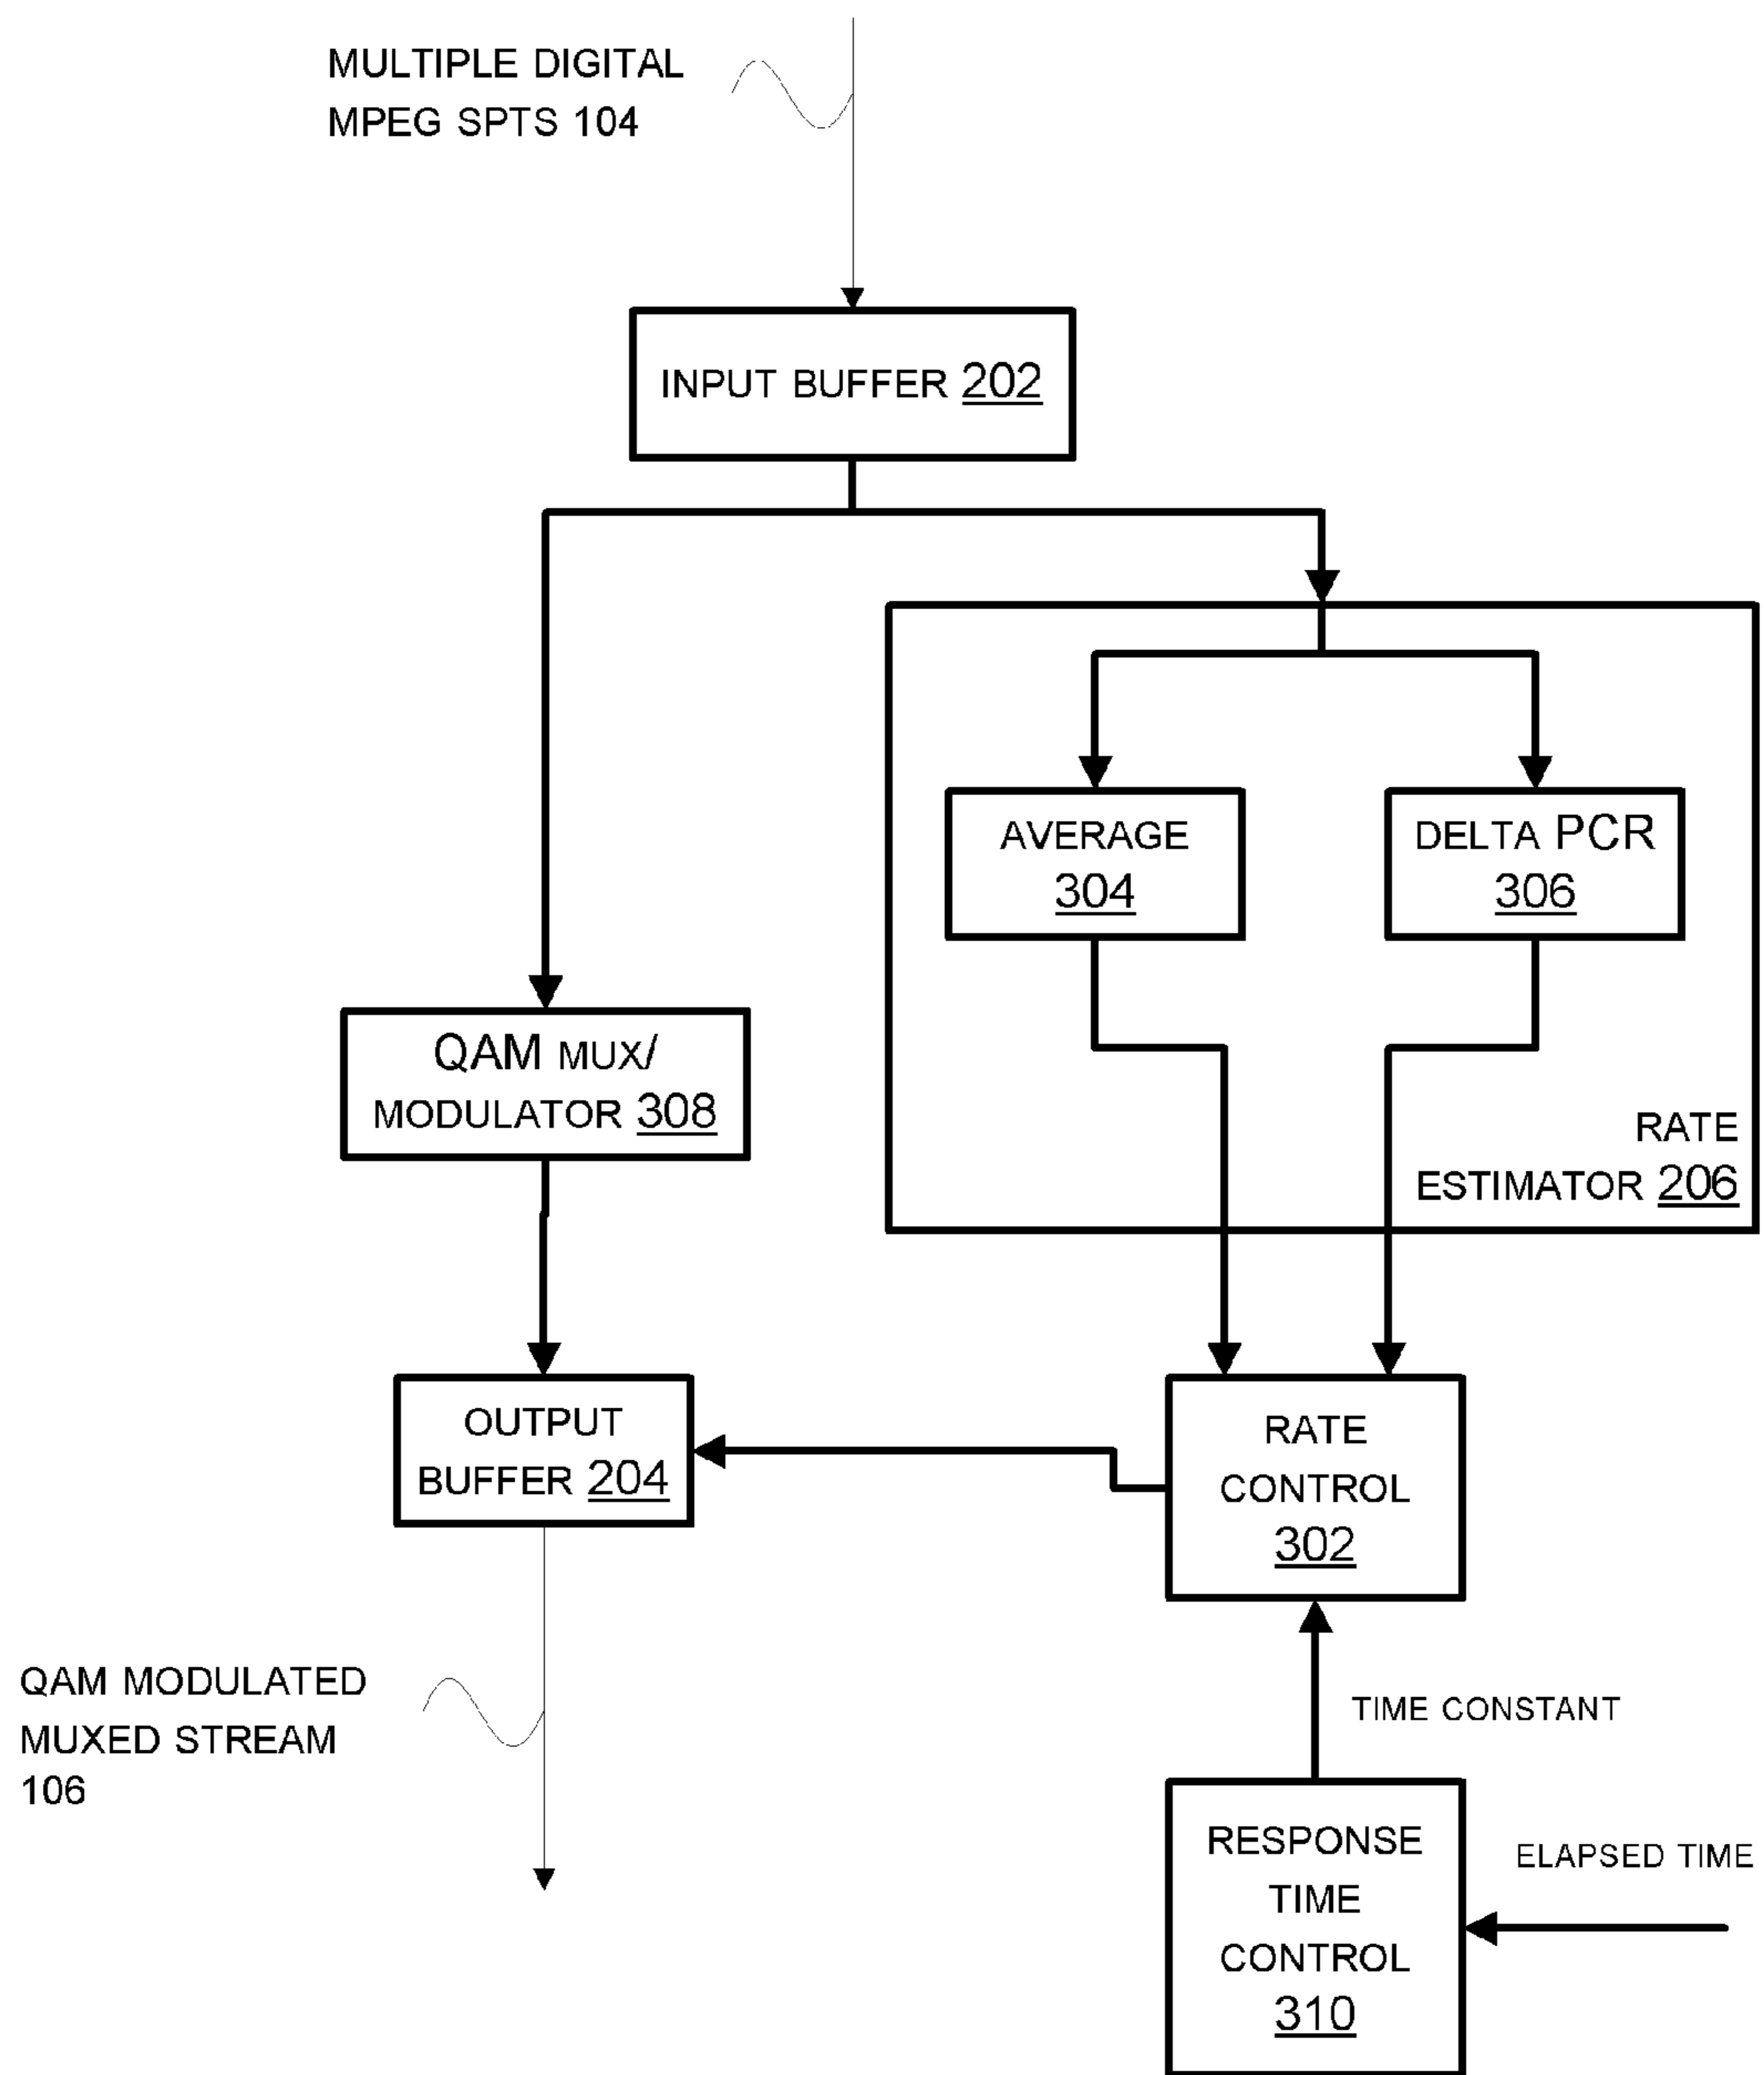 MULTIPLE DIGITAL
MPEG SPTS 104
INPUT BUFFER 202
AVERAGE
304
DELTA PCR
306
QAM MUX/
MODULATOR 308
RATE
ESTIMATOR 206
OUTPUT
BUFFER 204
RATE
CONTROL
302
QAM MODULATED
MUXED STREAM
106
TIME CONSTANT
RESPONSE
TIME
CONTROL
310
ELAPSED TIME